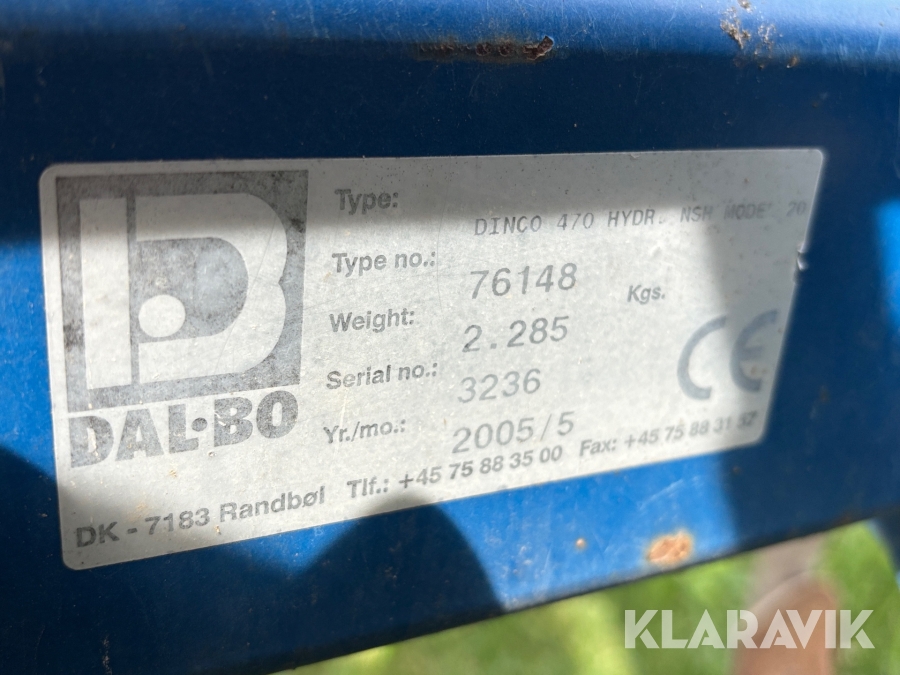 Type: DINCO 470 HYDR. NSH MODE' 20
Type no.: 76148
Weight: 2.285 Kgs.
Serial no.: 3236
Yr./mo.: 2005/5
CE
DAL·BO
DK - 7183 Randbøl Tlf.: +45 75 88 35 00 Fax: +45 75 88 31 37
KLARAVIK